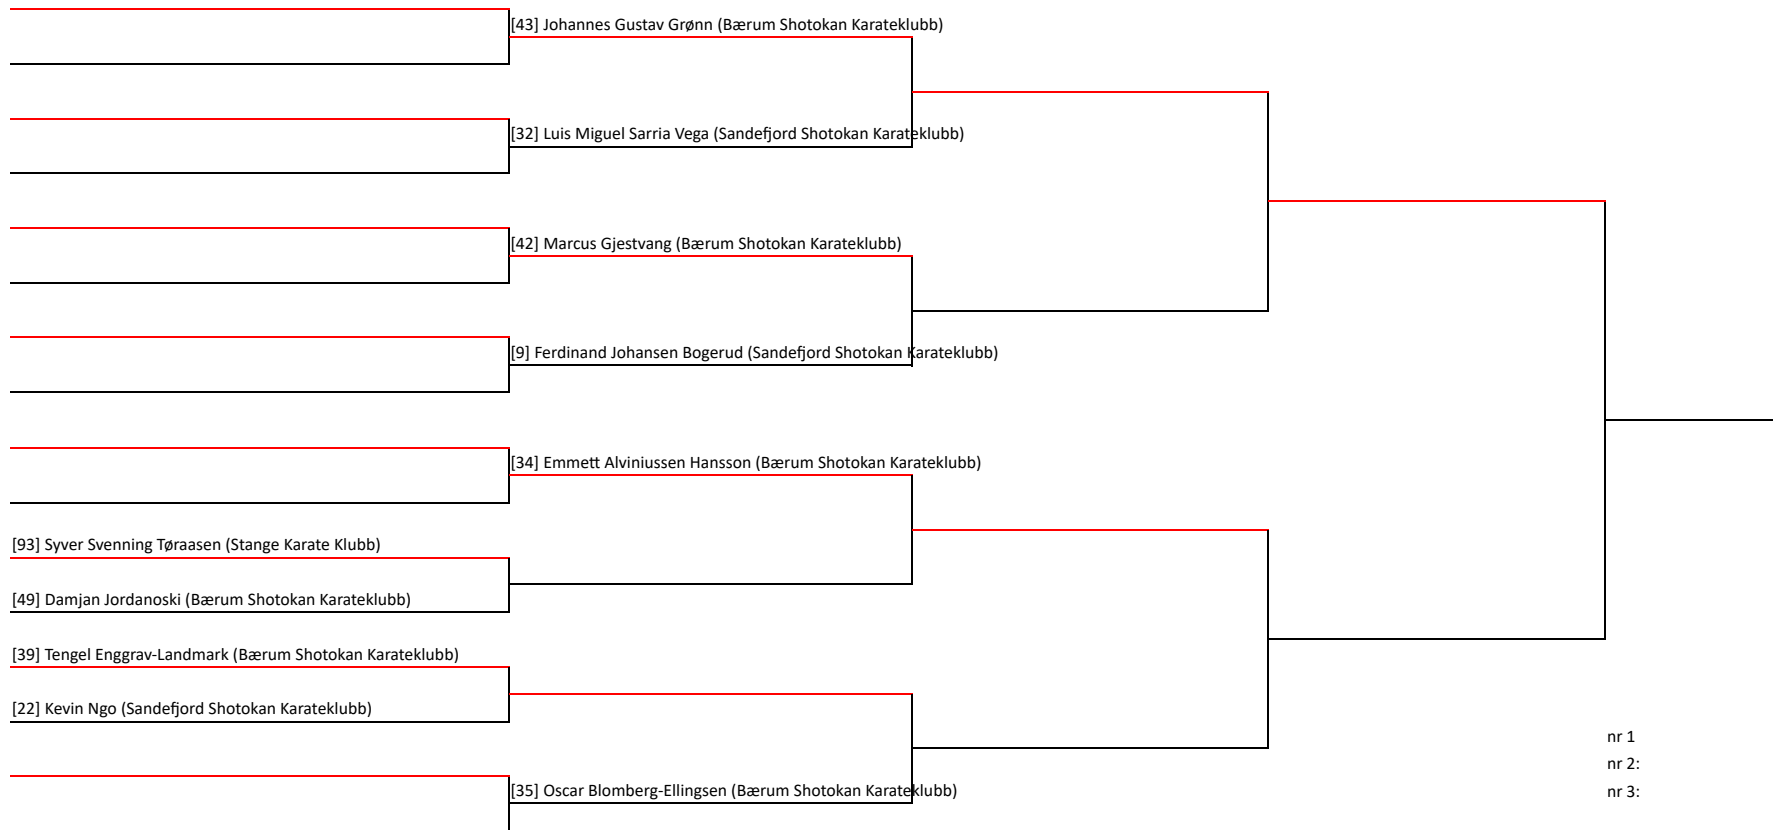 [43] Johannes Gustav Grønn (Bærum Shotokan Karateklubb)
[32] Luis Miguel Sarria Vega (Sandefjord Shotokan Karateklubb)
[42] Marcus Gjestvang (Bærum Shotokan Karateklubb)
[9] Ferdinand Johansen Bogerud (Sandefjord Shotokan Karateklubb)
[34] Emmett Alviniussen Hansson (Bærum Shotokan Karateklubb)
[93] Syver Svenning Tøraasen (Stange Karate Klubb)
[49] Damjan Jordanoski (Bærum Shotokan Karateklubb)
[39] Tengel Enggrav-Landmark (Bærum Shotokan Karateklubb)
[22] Kevin Ngo (Sandefjord Shotokan Karateklubb)
[35] Oscar Blomberg-Ellingsen (Bærum Shotokan Karateklubb)
nr 1
nr 2:
nr 3: